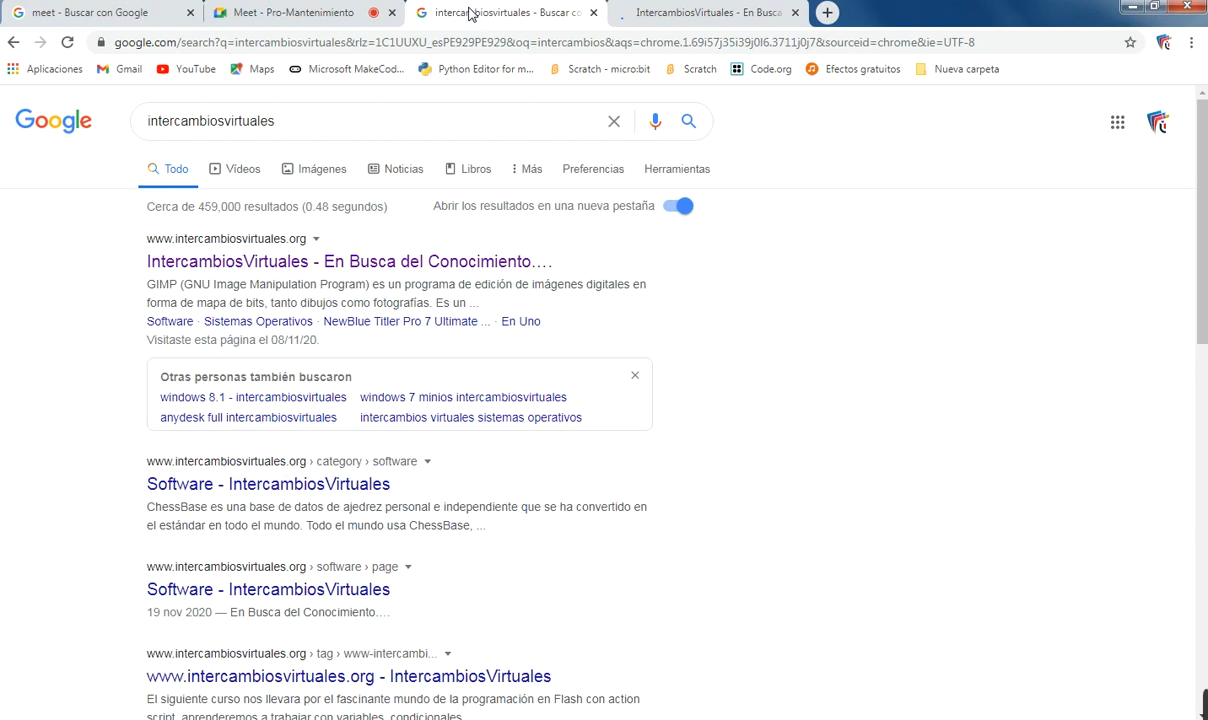 meet - Buscar con Google
Meet - Pro-Mantenimiento
intercambiosvirtuales - Buscar co
IntercambiosVirtuales - En Busca
google.com/search?q=intercambiosvirtuales&rlz=1C1UUXU_esPE929PE929&oq=intercambios&aqs=chrome.1.69i57j35i39j0l6.3711j0j7&sourceid=chrome&ie=UTF-8
Aplicaciones Gmail YouTube Maps Microsoft MakeCod... Python Editor for m... Scratch - micro:bit Scratch Code.org Efectos gratuitos Nueva carpeta
Google
intercambiosvirtuales
Todo Vídeos Imágenes Noticias Libros Más Preferencias Herramientas
Cerca de 459,000 resultados (0.48 segundos) Abrir los resultados en una nueva pestaña
www.intercambiosvirtuales.org
IntercambiosVirtuales - En Busca del Conocimiento….
GIMP (GNU Image Manipulation Program) es un programa de edición de imágenes digitales en
forma de mapa de bits, tanto dibujos como fotografías. Es un ...
Software · Sistemas Operativos · NewBlue Titler Pro 7 Ultimate ... · En Uno
Visitaste esta página el 08/11/20.
Otras personas también buscaron
windows 8.1 - intercambiosvirtuales windows 7 minios intercambiosvirtuales
anydesk full intercambiosvirtuales intercambios virtuales sistemas operativos
www.intercambiosvirtuales.org › category › software
Software - IntercambiosVirtuales
ChessBase es una base de datos de ajedrez personal e independiente que se ha convertido en
el estándar en todo el mundo. Todo el mundo usa ChessBase, ...
www.intercambiosvirtuales.org › software › page
Software - IntercambiosVirtuales
19 nov 2020 — En Busca del Conocimiento….
www.intercambiosvirtuales.org › tag › www-intercambi...
www.intercambiosvirtuales.org - IntercambiosVirtuales
El siguiente curso nos llevara por el fascinante mundo de la programación en Flash con action
script, aprenderemos a trabajar con variables, condicionales